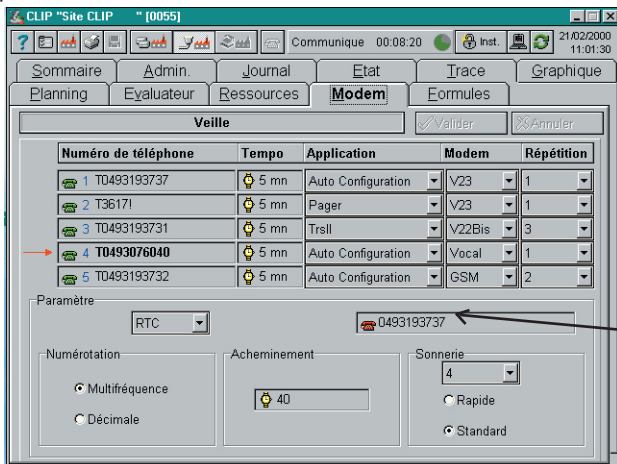 CLIP "Site CLIP " [0055]
Communique 00:08:20 Inst. 21/02/2000
11:01:30
Sommaire Admin. Journal Etat Trace Graphique
Planning Evaluateur Ressources Modem Formules
Veille Valider Annuler
Numéro de téléphone Tempo Application Modem Répétition
1 T0493193737 5 mn Auto Configuration V23 1
2 T3617! 5 mn Pager V23 1
3 T0493193731 5 mn TrsII V22Bis 3
4 T0493076040 5 mn Auto Configuration Vocal 1
5 T0493193732 5 mn Auto Configuration GSM 2
Paramètre
RTC 0493193737
Numérotation Acheminement Sonnerie
4
Multifréquence 40 Rapide
Décimale Standard